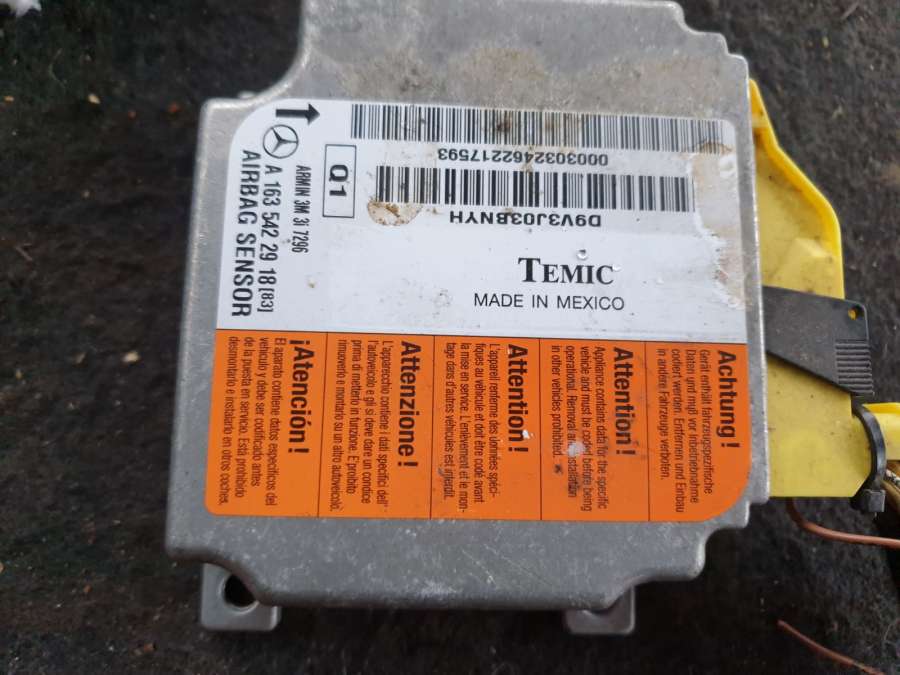 000303246221​7593
D9V3J03BNYH
Q1
ARMIN 3M 3i 7296
A 163 542 29 18 [83]
AIRBAG SENSOR
TEMIC
MADE IN MEXICO
Achtung!
Gerät enthält fahrzeugspezifische
Daten und muß vor Inbetriebnahme
codiert werden. Entfernen und Einbau
in andere Fahrzeuge verboten.
Attention!
Appliance contains data for the specific
vehicle and must be coded before being
operational. Removal and installation
in other vehicles prohibited.
Attention!
L'appareil renferme des données spéci-
fiques au véhicule et doit être codé avant
la mise en service. L'enlèvement et le mon-
tage dans d'autres véhicules est interdit.
Attenzione!
L'apparecchio contiene i dati specifici dell'
l'autoveicolo e gli si deve dare un condice
prima di metterlo in funzione. E'proibito
rimuoverlo e montarlo su un altro autoveicolo.
¡Atención!
El aparato contiene datos específicos del
vehículo y debe ser codificado antes
de la puesta en servicio. Está prohibido
desmontarlo e instalarlo en otros coches.